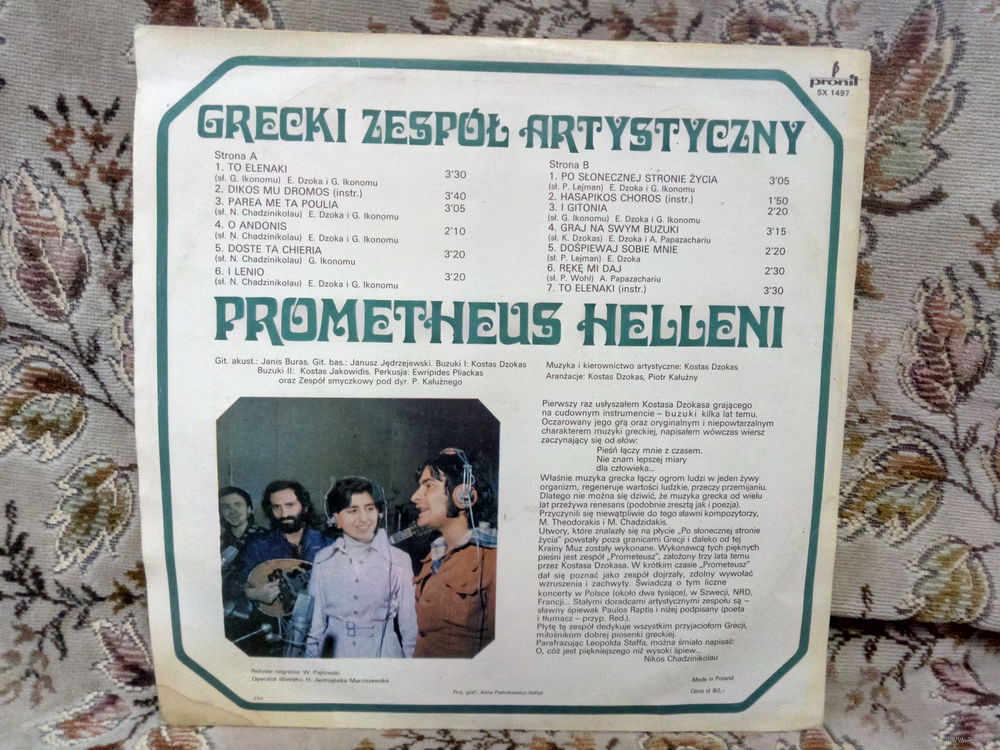 pronit
SX 1497
GRECKI ZESPÓŁ ARTYSTYCZNY
Strona A
1. TO ELENAKI 3'30
(sł. G. Ikonomu) E. Dzoka i G. Ikonomu
2. DIKOS MU DROMOS (instr.) 3'40
3. PAREA ME TA POULIA 3'05
(sł. N. Chadzinikolau) E. Dzoka i G. Ikonomu
4. O ANDONIS 2'10
(sł. N. Chadzinikolau) E. Dzoka i G. Ikonomu
5. DOSTE TA CHIERIA 3'20
(sł. N. Chadzinikolau) G. Ikonomu
6. I LENIO 3'20
(sł. N. Chadzinikolau) E. Dzoka i G. Ikonomu
Strona B
1. PO SŁONECZNEJ STRONIE ŻYCIA 3'05
(sł. P. Lejman) E. Dzoka i G. Ikonomu
2. HASAPIKOS CHOROS (instr.) 1'50
3. I GITONIA 2'20
(sł. G. Ikonomu) E. Dzoka i G. Ikonomu
4. GRAJ NA SWYM BUZUKI 3'15
(sł. K. Dzokas) E. Dzoka i A. Papazachariu
5. DOŚPIEWAJ SOBIE MNIE 2'20
(sł. P. Lejman) E. Dzoka
6. RĘKĘ MI DAJ 2'30
(sł. P. Wohl) A. Papazachariu
7. TO ELENAKI (instr.) 3'30
PROMETHEUS HELLENI
Git. akust.: Janis Buras. Git. bas.: Janusz Jędrzejewski. Buzuki I: Kostas Dzokas
Buzuki II: Kostas Jakowidis. Perkusja: Ewripides Pliackas
oraz Zespół smyczkowy pod dyr. P. Kałużnego
Muzyka i kierownictwo artystyczne: Kostas Dzokas
Aranżacje: Kostas Dzokas, Piotr Kałużny
Pierwszy raz usłyszałem Kostasa Dzokasa grającego
na cudownym instrumencie – buzuki kilka lat temu.
Oczarowany jego grą oraz oryginalnym i niepowtarzalnym
charakterem muzyki greckiej, napisałem wówczas wiersz
zaczynający się od słów:
Pieśń łączy mnie z czasem.
Nie znam lepszej miary
dla człowieka...
Właśnie muzyka grecka łączy ogrom ludzi w jeden żywy
organizm, regeneruje wartości ludzkie, przeczy przemijaniu.
Dlatego nie można się dziwić, że muzyka grecka od wielu
lat przeżywa renesans (podobnie zresztą jak i poezja).
Przyczynili się niewątpliwie do tego sławni kompozytorzy,
M. Theodorakis i M. Chadzidakis.
Utwory, które znalazły się na płycie „Po słonecznej stronie
życia” powstały poza granicami Grecji i daleko od tej
Krainy Muz zostały wykonane. Wykonawcą tych pięknych
pieśni jest zespół „Prometeusz”, założony trzy lata temu
przez Kostasa Dzokasa. W krótkim czasie „Prometeusz”
dał się poznać jako zespół dojrzały, zdolny wywołać
wzruszenia i zachwyty. Świadczą o tym liczne
koncerty w Polsce (około dwa tysiące), w Szwecji, NRD,
Francji... Stałymi doradcami artystycznymi zespołu są –
sławny śpiewak Paulos Raptis i niżej podpisany (poeta
i tłumacz – przyp. Red.).
Płytę tę zespół dedykuje wszystkim przyjaciołom Grecji,
miłośnikom dobrej piosenki greckiej.
Parafrazując Leopolda Staffa, można śmiało napisać:
O, cóż jest piękniejszego niż wysoki śpiew...
Nikos Chadzinikolau
Reżyser nagrania: W. Piętowski
Operator dźwięku: H. Jastrzębska-Marciszewska
Proj. graf.: Anna Pietrakiewicz-Sołtyk
Made in Poland
Cena zł 80,–